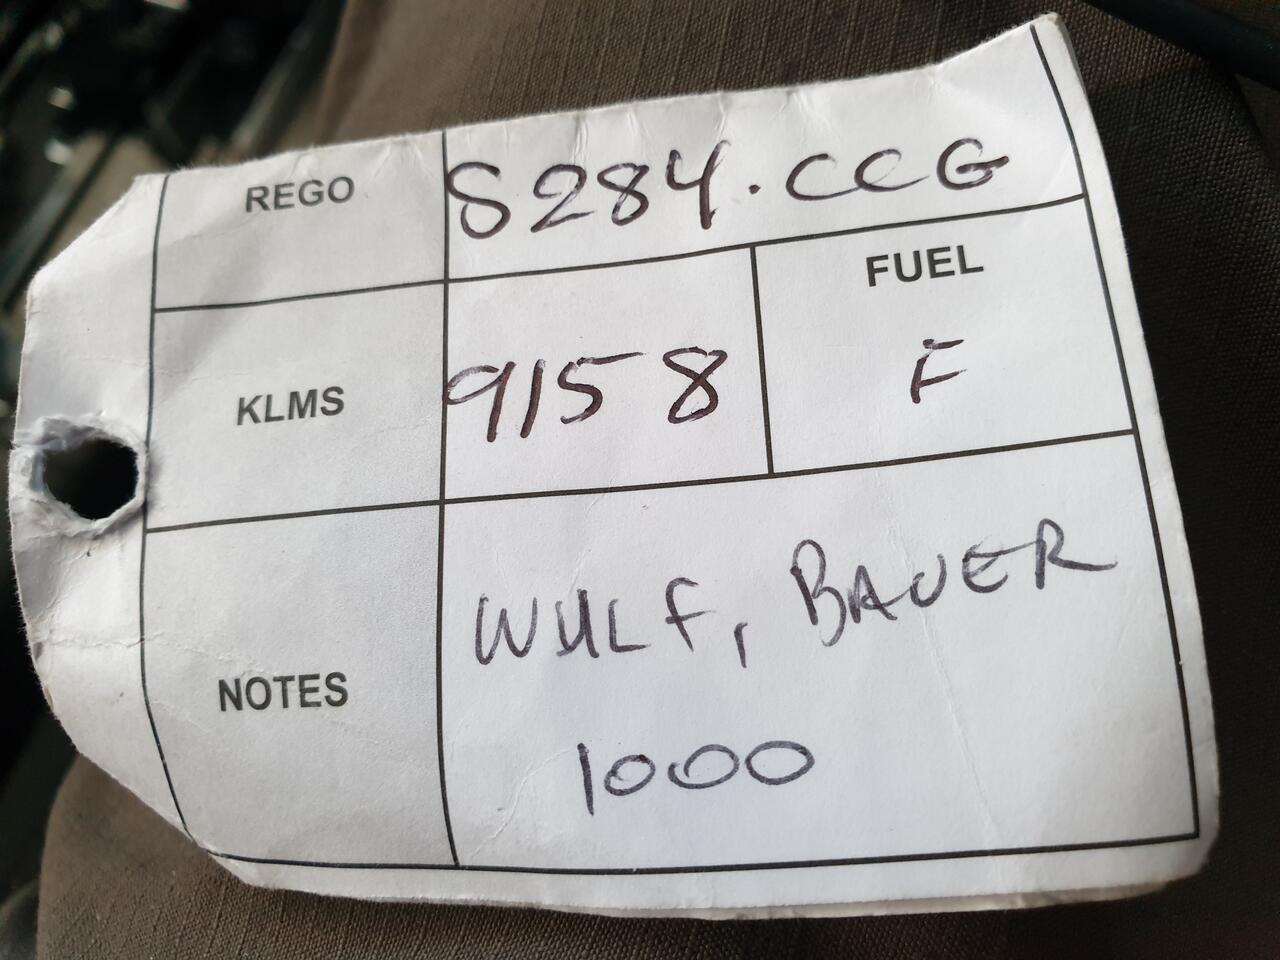 REGO S284.CCG
KLMS 9158 FUEL
F
NOTES WULF, BAUER
1000